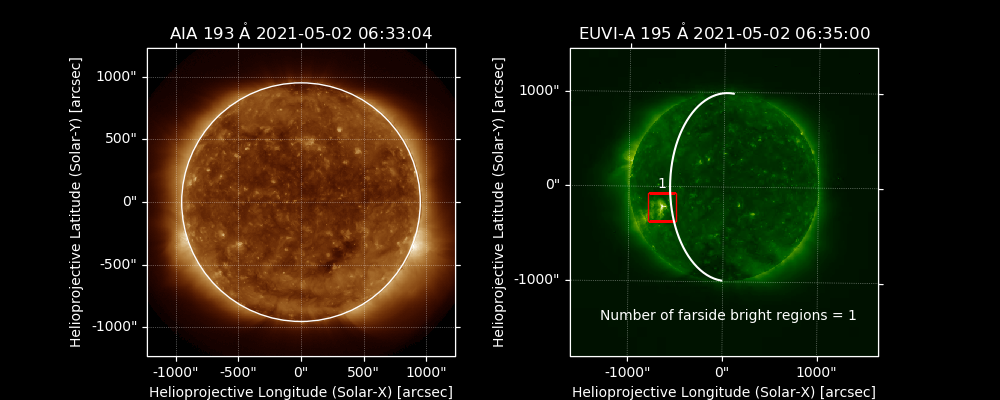 AIA 193 Å 2021-05-02 06:33:04
Helioprojective Latitude (Solar-Y) [arcsec]
1000"
500"
0"
-500"
-1000"
-1000"
-500"
0"
500"
1000"
Helioprojective Longitude (Solar-X) [arcsec]
EUVI-A 195 Å 2021-05-02 06:35:00
Helioprojective Latitude (Solar-Y) [arcsec]
1000"
0"
-1000"
1
Number of farside bright regions = 1
-1000"
0"
1000"
Helioprojective Longitude (Solar-X) [arcsec]